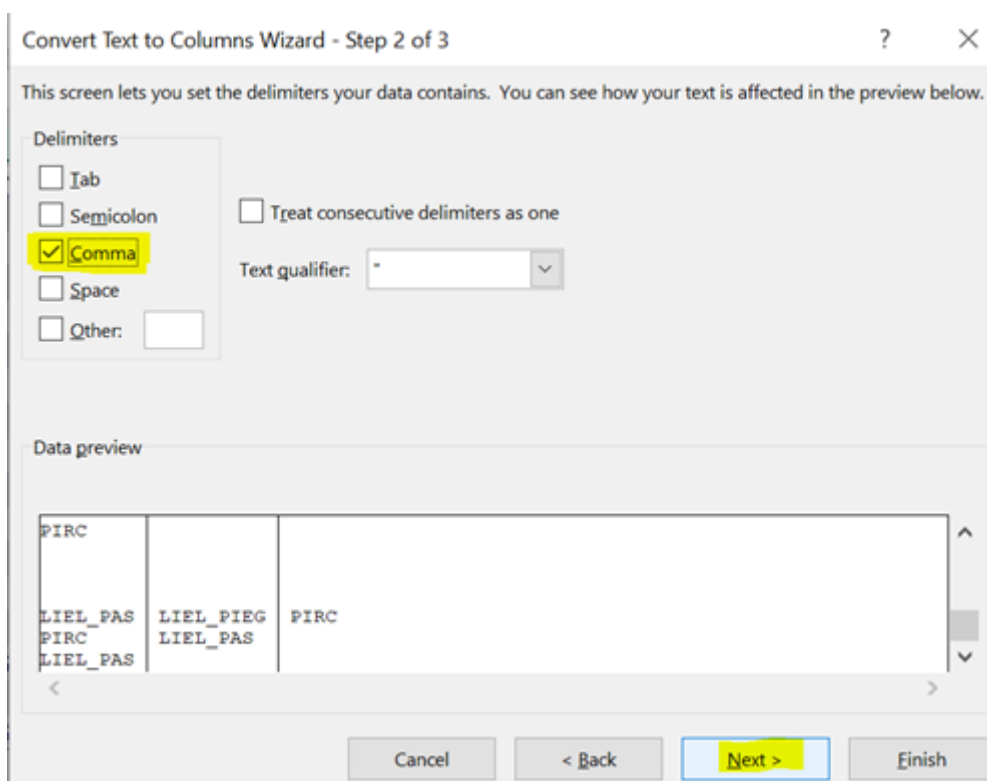 Convert Text to Columns Wizard - Step 2 of 3 ?
This screen lets you set the delimiters your data contains. You can see how your text is affected in the preview below.
Delimiters
Tab
Semicolon
Comma
Space
Other:
Treat consecutive delimiters as one
Text qualifier: "
Data preview
PIRC
LIEL_PAS LIEL_PIEG PIRC
PIRC LIEL_PAS
LIEL_PAS
Cancel < Back Next > Finish